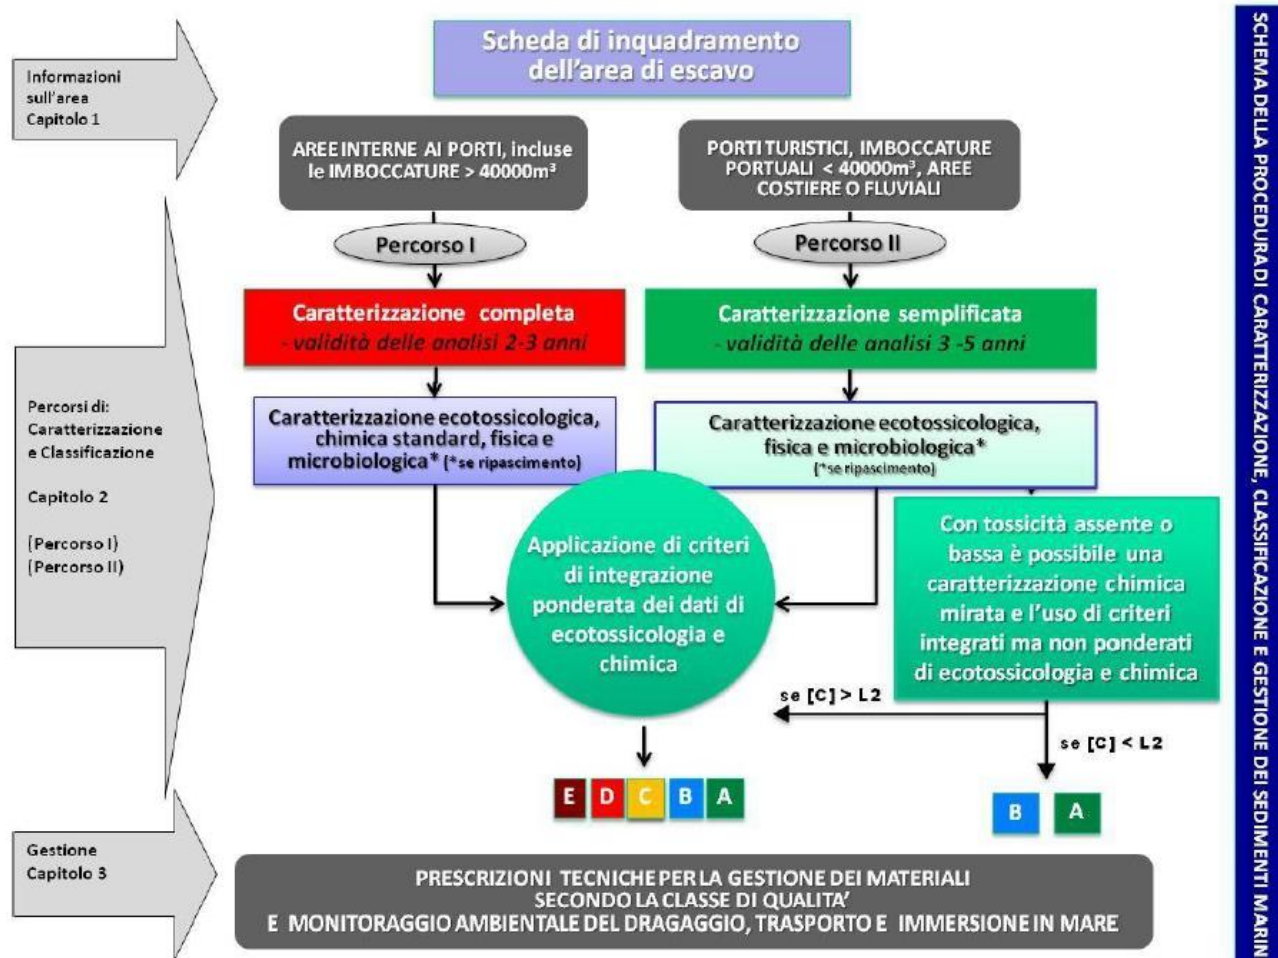 Scheda di inquadramento
dell'area di escavo
Informazioni
sull'area
Capitolo 1
AREE INTERNE AI PORTI, incluse
le IMBOCCATURE > 40000m³
PORTI TURISTICI, IMBOCCATURE
PORTUALI < 40000m³, AREE
COSTIERE O FLUVIALI
Percorso I
Percorso II
Caratterizzazione completa
- validità delle analisi 2-3 anni
Caratterizzazione semplificata
- validità delle analisi 3 -5 anni
Percorsi di:
Caratterizzazione
e Classificazione
Capitolo 2
(Percorso I)
(Percorso II)
Caratterizzazione ecotossicologica,
chimica standard, fisica e
microbiologica* (*se ripascimento)
Caratterizzazione ecotossicologica,
fisica e microbiologica*
(*se ripascimento)
Applicazione di criteri
di integrazione
ponderata dei dati di
ecotossicologia e
chimica
Con tossicità assente o
bassa è possibile una
caratterizzazione chimica
mirata e l'uso di criteri
integrati ma non ponderati
di ecotossicologia e chimica
se [C] > L2
se [C] < L2
E D C B A
B A
Gestione
Capitolo 3
PRESCRIZIONI TECNICHE PER LA GESTIONE DEI MATERIALI
SECONDO LA CLASSE DI QUALITA'
E MONITORAGGIO AMBIENTALE DEL DRAGAGGIO, TRASPORTO E IMMERSIONE IN MARE
SCHEMA DELLA PROCEDURA DI CARATTERIZZAZIONE, CLASSIFICAZIONE E GESTIONE DEI SEDIMENTI MARIN